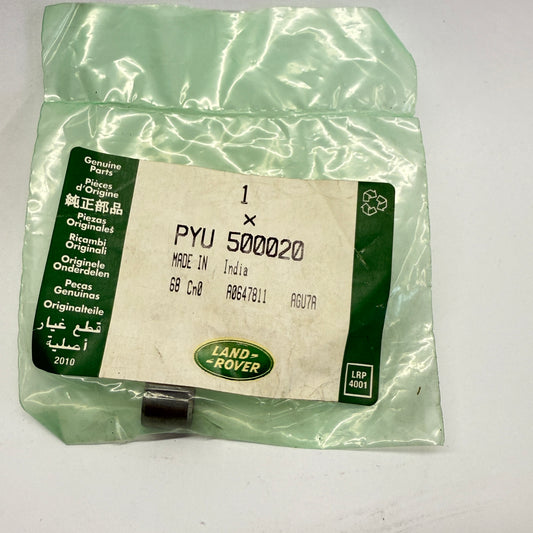 Genuine
Parts
Pièces
d'Origine
純正部品
Piezas
Originales
Ricambi
Originali
Originele
Onderdelen
Peças
Genuinas
Originalteile
قطع غيار
أصلية
2010
1
×
PYU 500020
MADE IN India
68 Cn0 A0647811 AGU7A
LAND-
ROVER
LRP
4001